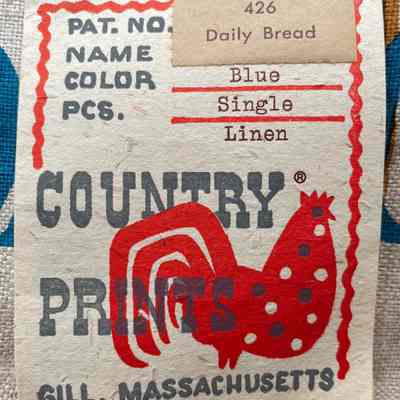 PAT. NO. 426
NAME Daily Bread
COLOR Blue
PCS. Single
Linen
COUNTRY®
PRINTS
GILL, MASSACHUSETTS